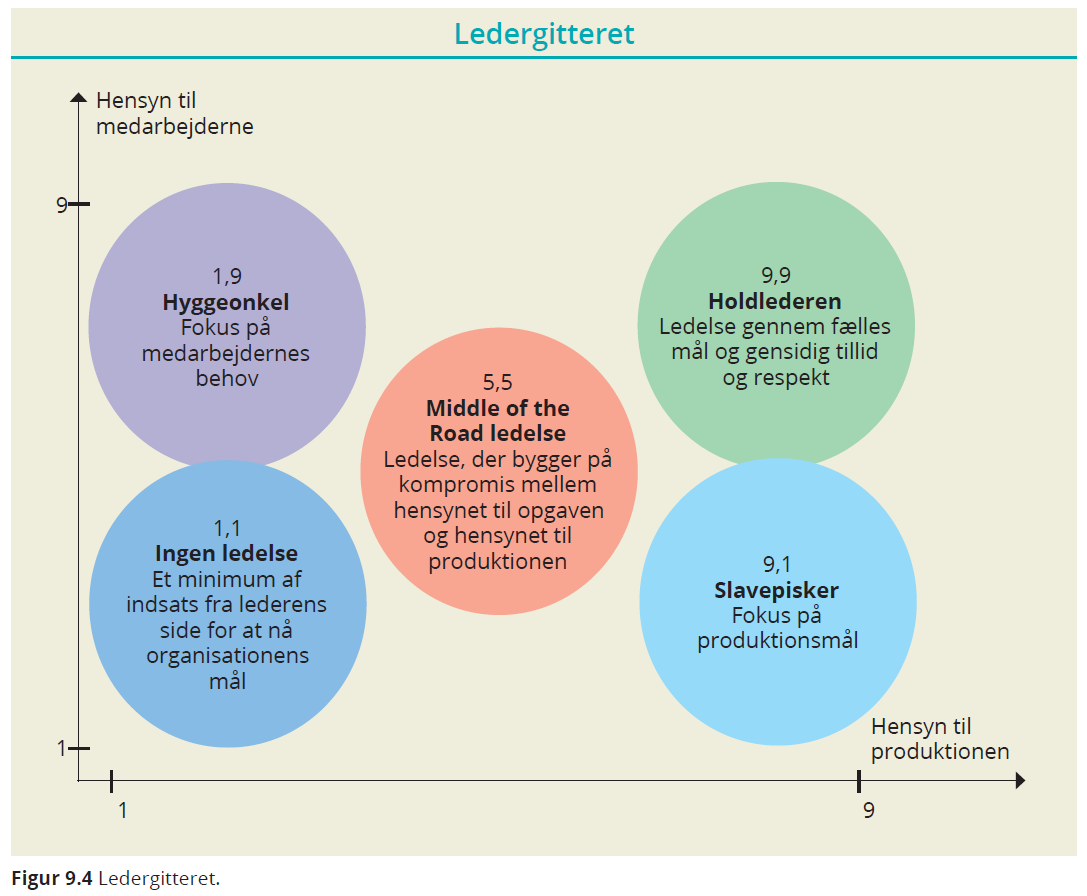 Ledergitteret
Hensyn til
medarbejderne
9
1,9
Hyggeonkel
Fokus på
medarbejdernes
behov
9,9
Holdlederen
Ledelse gennem fælles
mål og gensidig tillid
og respekt
5,5
Middle of the
Road ledelse
Ledelse, der bygger på
kompromis mellem
hensynet til opgaven
og hensynet til
produktionen
1,1
Ingen ledelse
Et minimum af
indsats fra lederens
side for at nå
organisationens
mål
9,1
Slavepisker
Fokus på
produktionsmål
Hensyn til
produktionen
1
1
9
Figur 9.4 Ledergitteret.